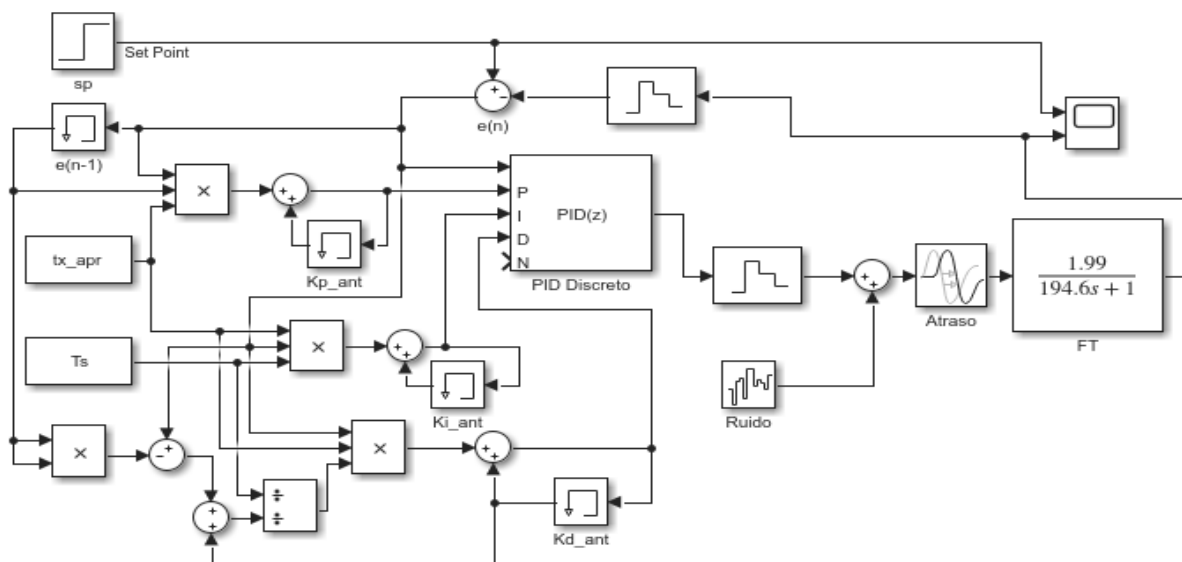 Set Point
sp
e(n)
e(n-1)
×
P
I
D
N
PID(z)
PID Discreto
tx_apr
Kp_ant
Atraso
1.99
194.6s + 1
FT
Ts
×
Ki_ant
Ruido
×
×
÷
÷
Kd_ant